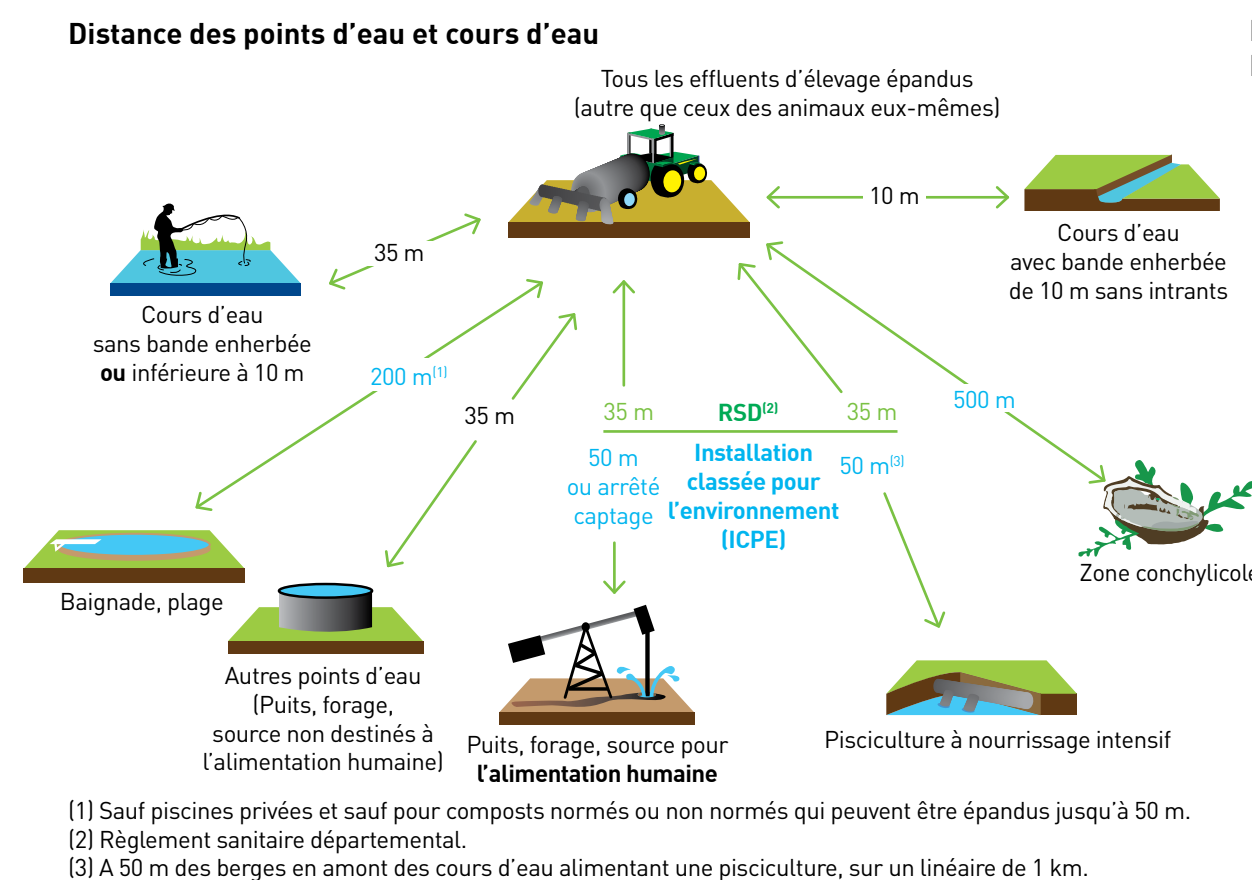 Distance des points d'eau et cours d'eau
Tous les effluents d'élevage épandus
(autre que ceux des animaux eux-mêmes)
10 m
Cours d'eau
avec bande enherbée
de 10 m sans intrants
35 m
Cours d'eau
sans bande enherbée
ou inférieure à 10 m
200 m(1)
35 m
35 m
RSD(2)
35 m
500 m
50 m
ou arrêté
captage
Installation
classée pour
l'environnement
(ICPE)
50 m(3)
Baignade, plage
Zone conchylicole
Autres points d'eau
(Puits, forage,
source non destinés à
l'alimentation humaine)
Puits, forage, source pour
l'alimentation humaine
Pisciculture à nourrissage intensif
(1) Sauf piscines privées et sauf pour composts normés ou non normés qui peuvent être épandus jusqu'à 50 m.
(2) Règlement sanitaire départemental.
(3) A 50 m des berges en amont des cours d'eau alimentant une pisciculture, sur un linéaire de 1 km.